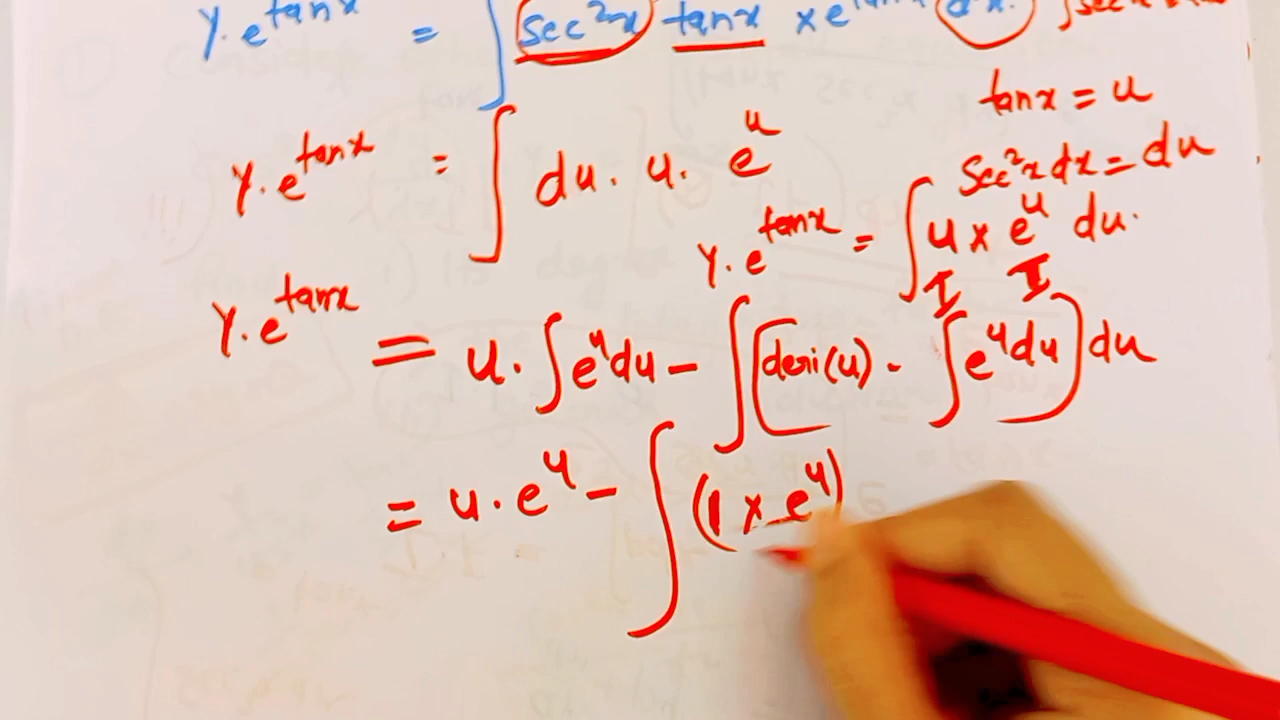 y.e^tanx = ∫ sec²x tanx x e^tanx dx.
tanx = u
y.e^tanx = ∫ du. u. e^u
sec²x dx = du
y.e^tanx = ∫ u x e^u du.
I I
y.e^tanx = u. ∫ e^u du - ∫ [deri(u) - ∫ e^u du] du
= u. e^u - ∫ (1 x e^u)